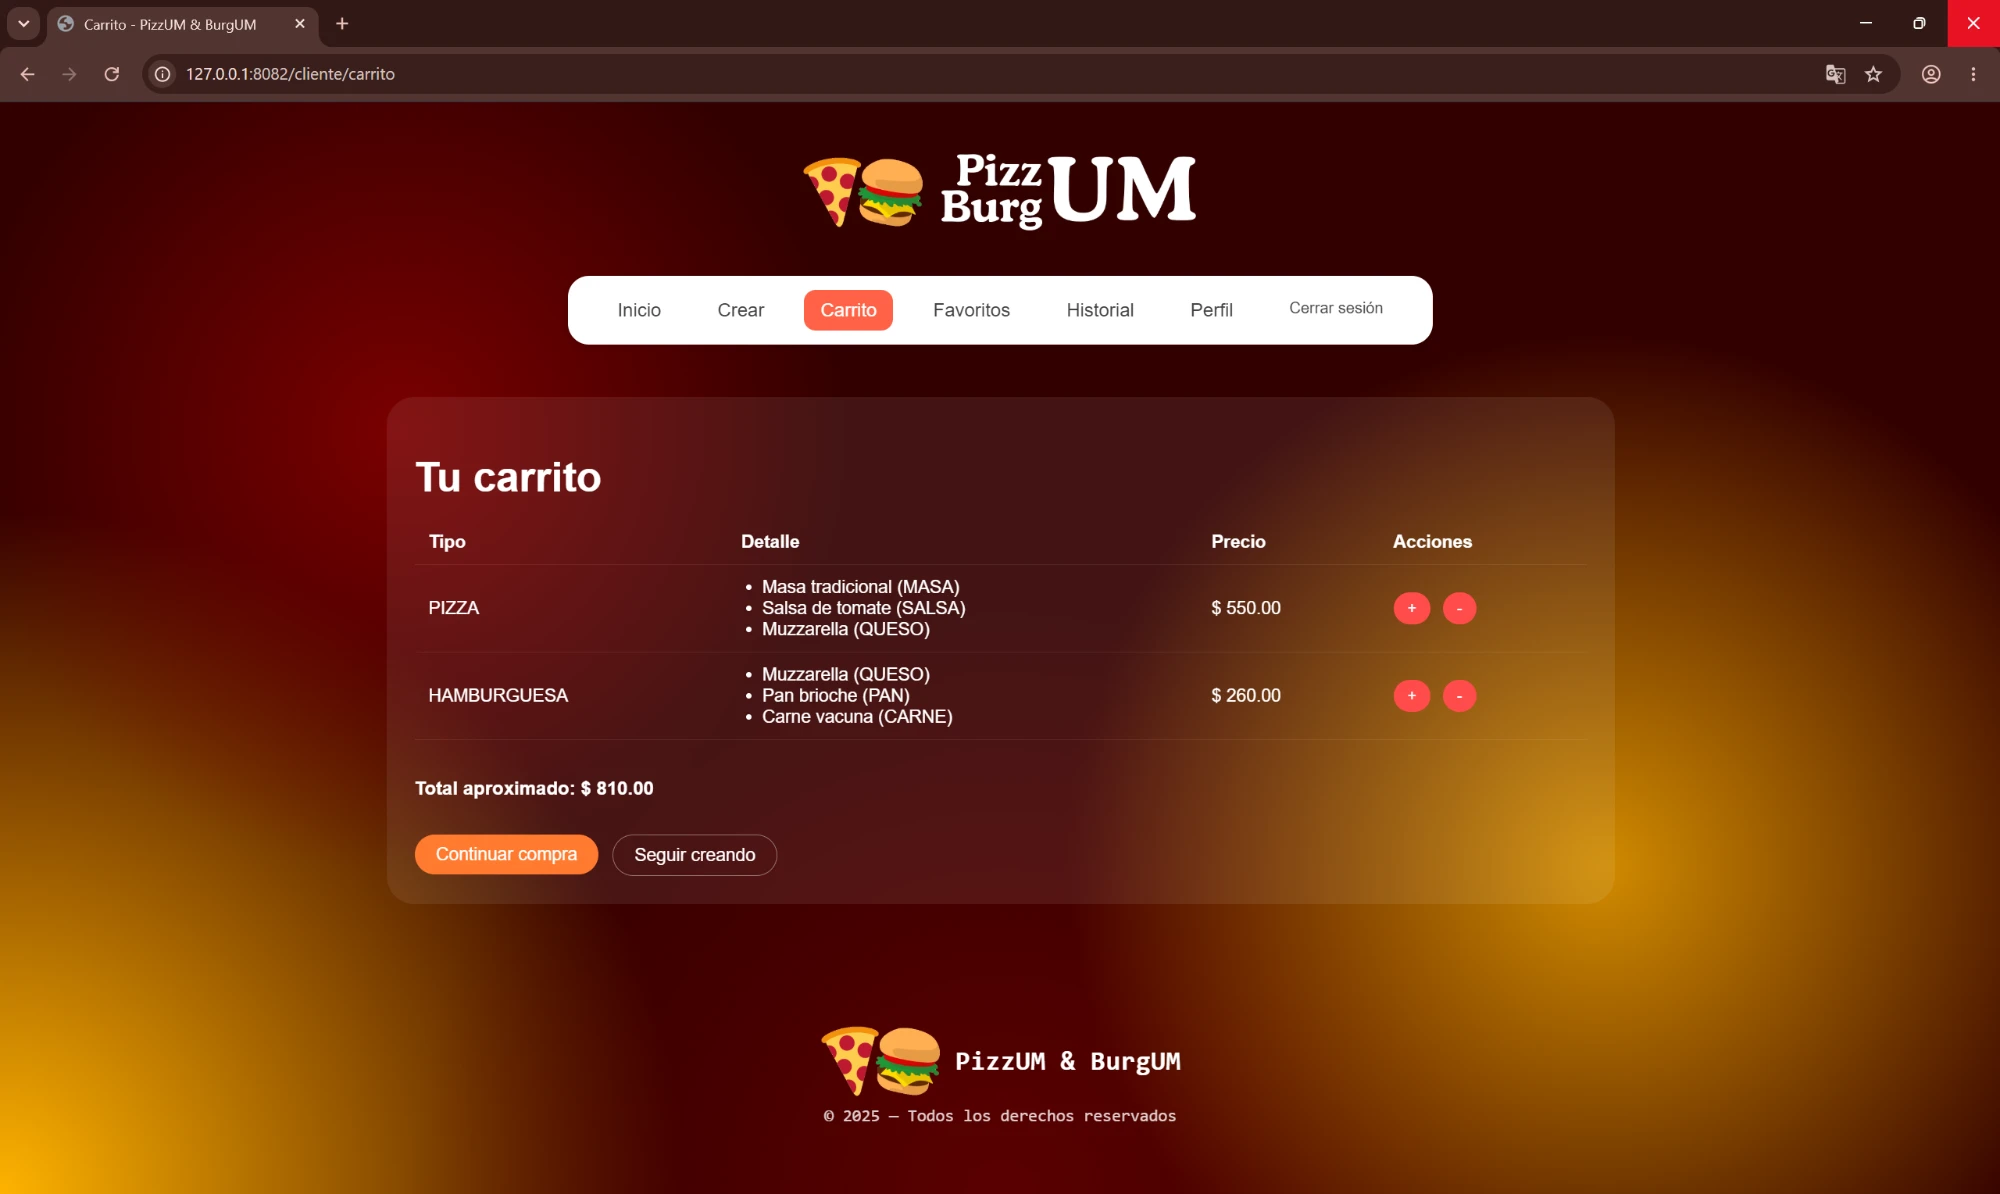 Carrito - PizzUM & BurgUM
127.0.0.1:8082/cliente/carrito
Pizz
Burg
UM
Inicio
Crear
Carrito
Favoritos
Historial
Perfil
Cerrar sesión
Tu carrito
Tipo
Detalle
Precio
Acciones
PIZZA
Masa tradicional (MASA)
Salsa de tomate (SALSA)
Muzzarella (QUESO)
$ 550.00
+
-
HAMBURGUESA
Muzzarella (QUESO)
Pan brioche (PAN)
Carne vacuna (CARNE)
$ 260.00
+
-
Total aproximado: $ 810.00
Continuar compra
Seguir creando
PizzUM & BurgUM
© 2025 — Todos los derechos reservados